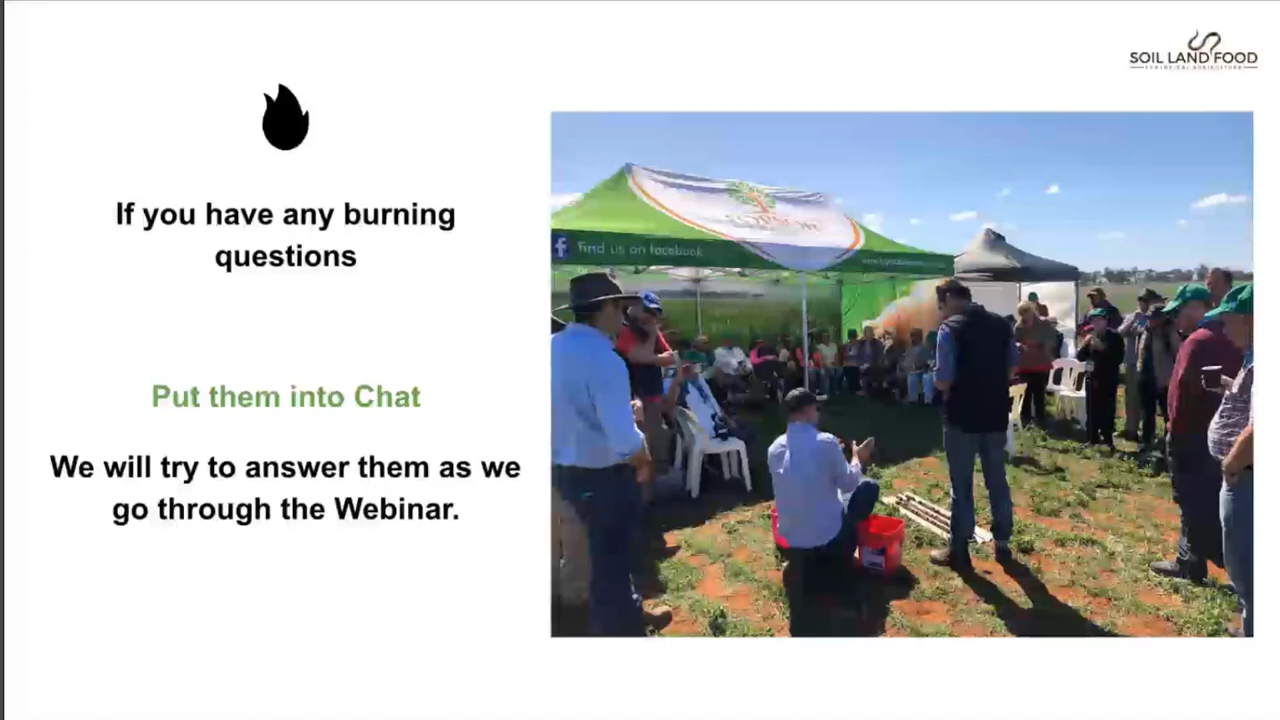 SOIL LAND FOOD
If you have any burning
questions
find us on facebook
Put them into Chat
We will try to answer them as we
go through the Webinar.